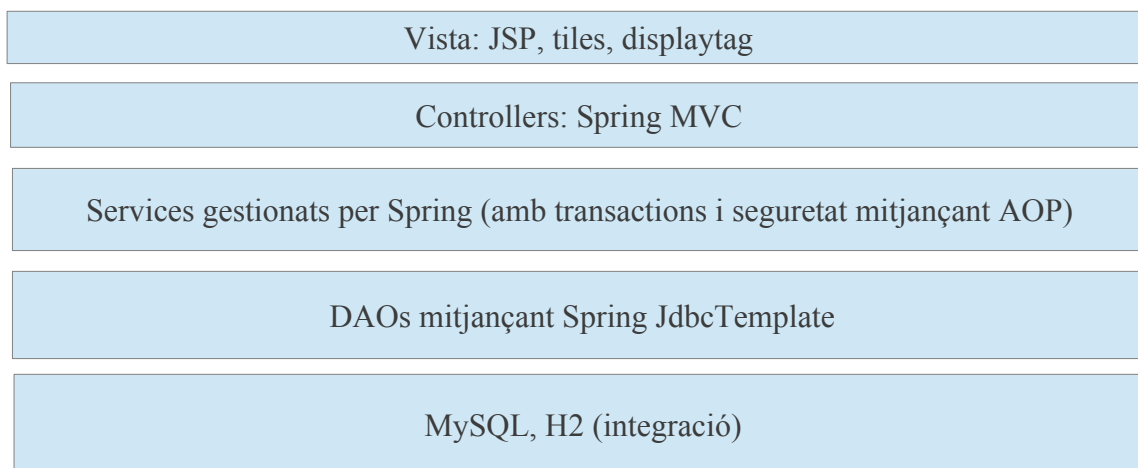 Vista: JSP, tiles, displaytag
Controllers: Spring MVC
Services gestionats per Spring (amb transactions i seguretat mitjançant AOP)
DAOs mitjançant Spring JdbcTemplate
MySQL, H2 (integració)